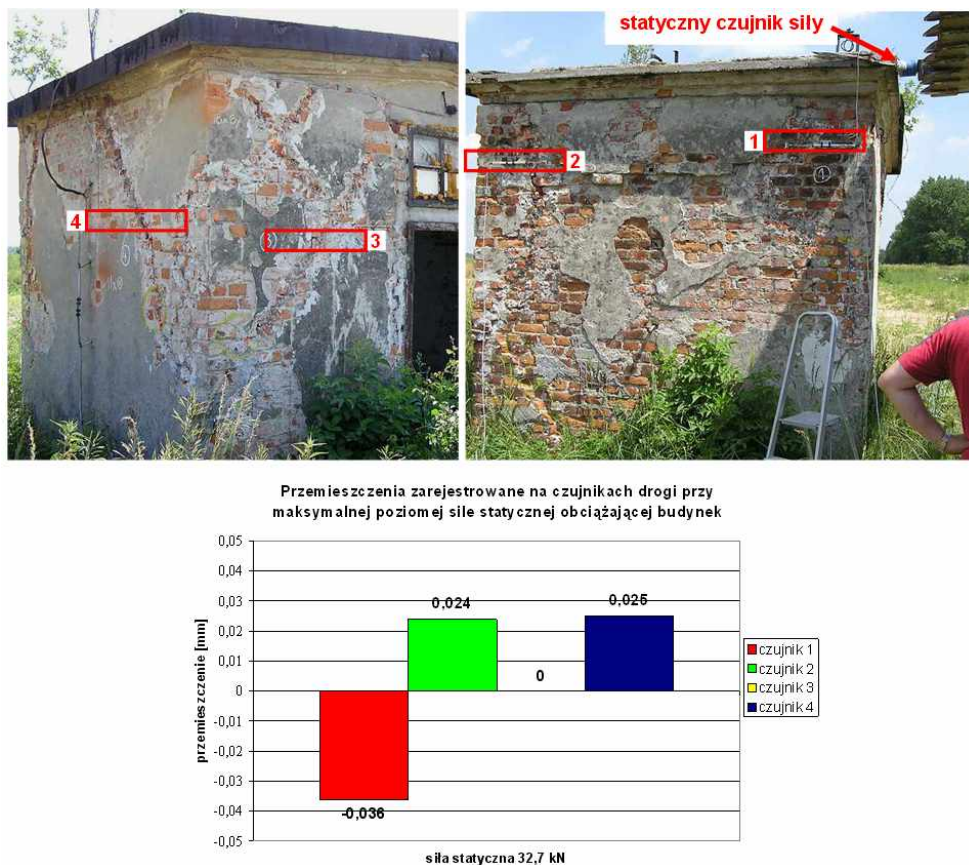 statyczny czujnik siły
1
2
4
3
Przemieszczenia zarejestrowane na czujnikach drogi przy
maksymalnej poziomej sile statycznej obciążającej budynek
przemieszczenie [mm]
0,05
0,04
0,03
0,02
0,01
0
-0,01
-0,02
-0,03
-0,04
-0,05
-0,036
0,024
0
0,025
czujnik 1
czujnik 2
czujnik 3
czujnik 4
siła statyczna 32,7 kN